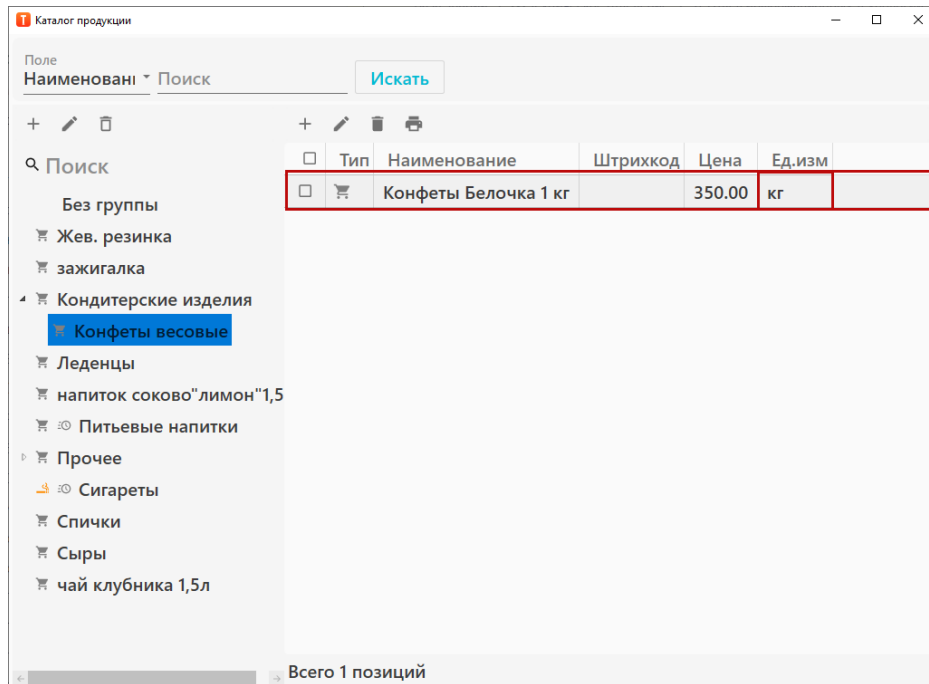 Каталог продукции
Поле
Наименовани
Поиск
Искать
Поиск
Без группы
Жев. резинка
зажигалка
Кондитерские изделия
Конфеты весовые
Леденцы
напиток соково"лимон"1,5
Питьевые напитки
Прочее
Сигареты
Спички
Сыры
чай клубника 1,5л
Тип Наименование Штрихкод Цена Ед.изм
Конфеты Белочка 1 кг 350.00 кг
Всего 1 позиций